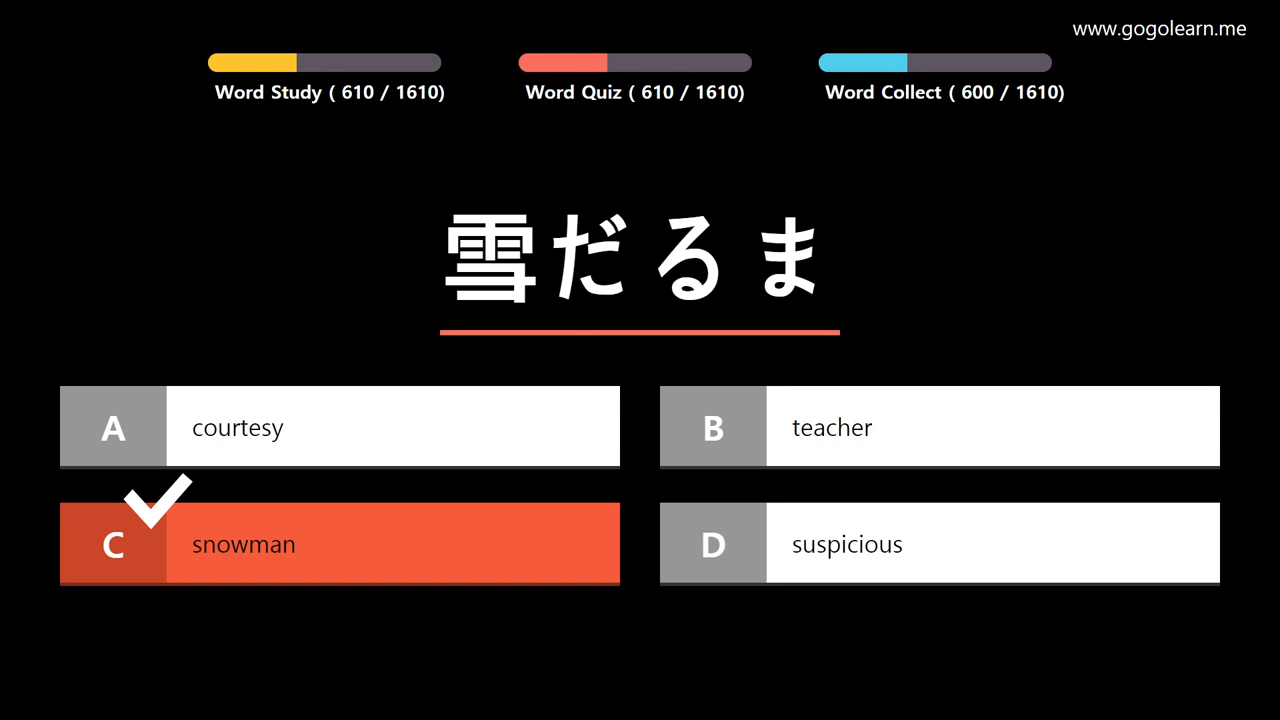 www.gogolearn.me
Word Study ( 610 / 1610)
Word Quiz ( 610 / 1610)
Word Collect ( 600 / 1610)
雪だるま
A courtesy
B teacher
C snowman
D suspicious